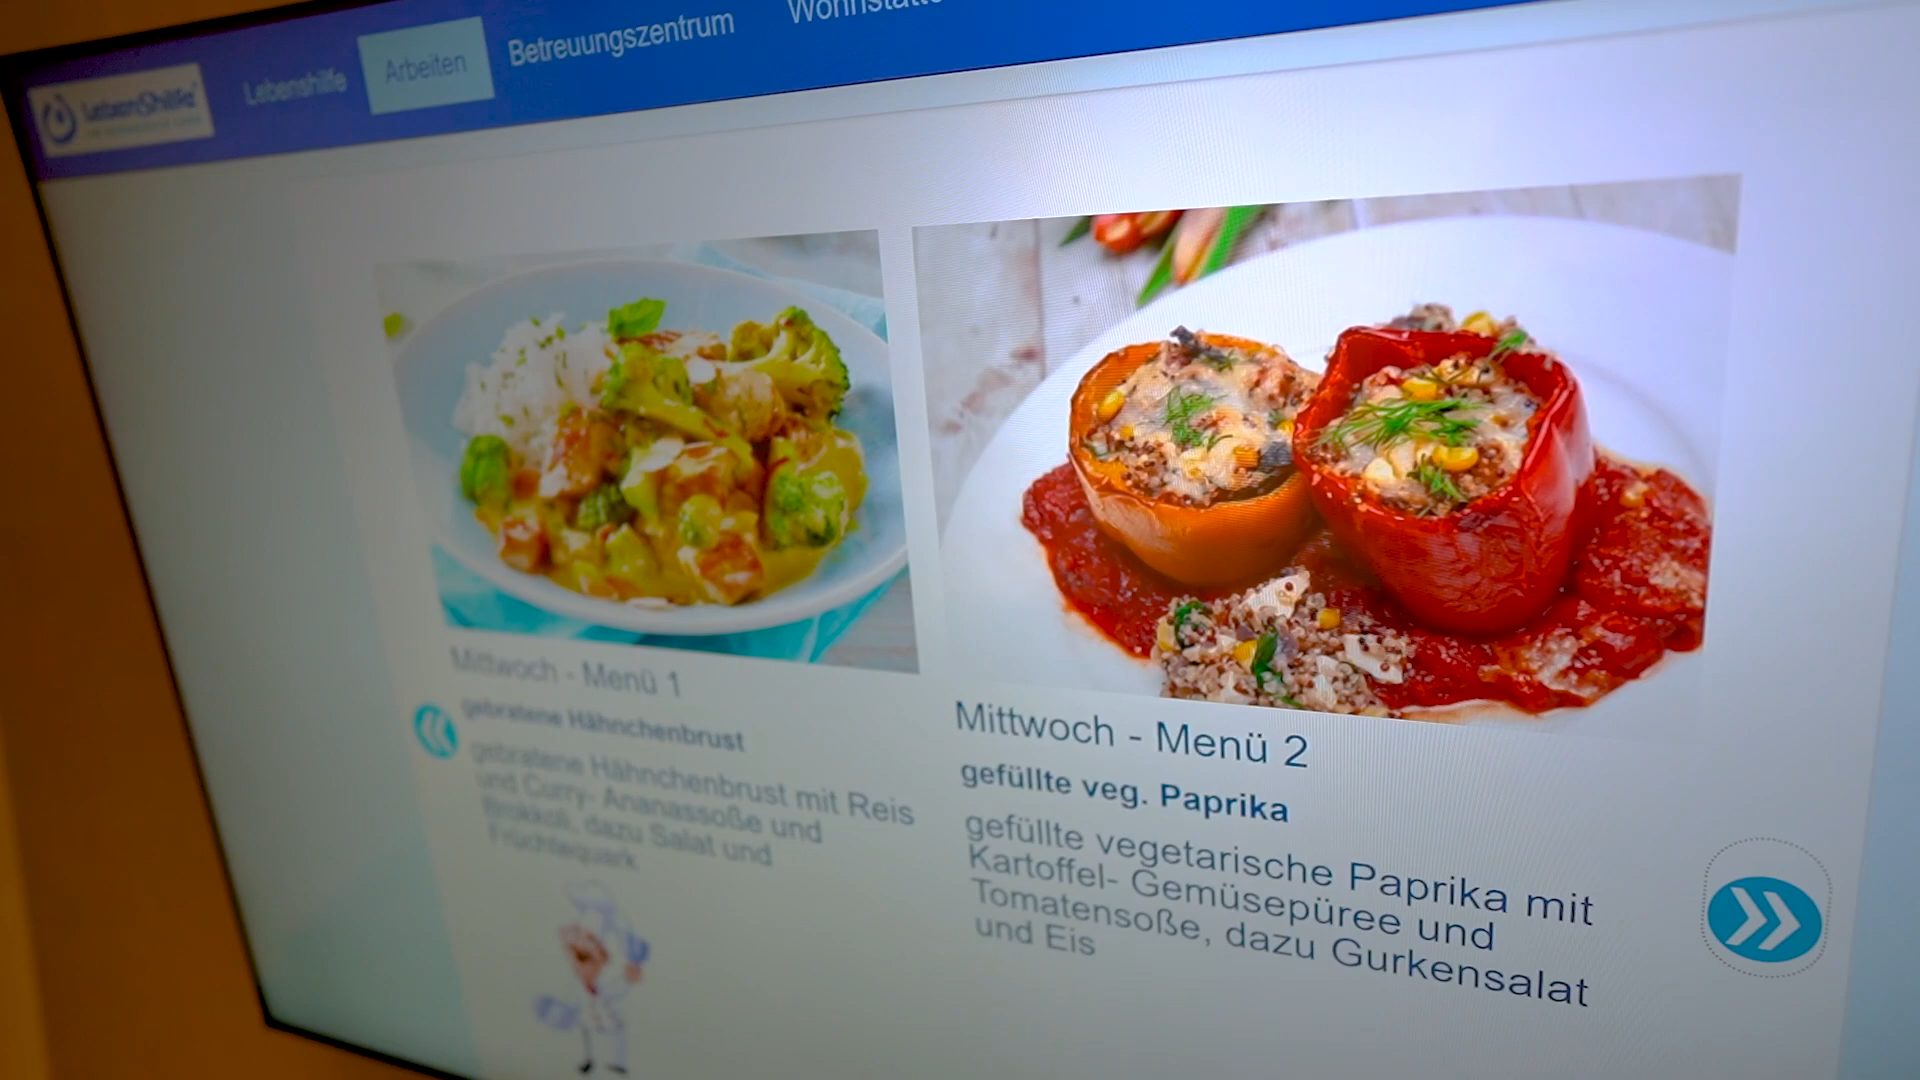 Lebenshilfe
Lebenshilfe
Arbeiten
Betreuungszentrum
Wohnstätte
Mittwoch - Menü 1
gebratene Hähnchenbrust
gebratene Hähnchenbrust mit Reis
und Curry- Ananassoße und
Brokkoli, dazu Salat und
Früchtequark
Mittwoch - Menü 2
gefüllte veg. Paprika
gefüllte vegetarische Paprika mit
Kartoffel- Gemüsepüree und
Tomatensoße, dazu Gurkensalat
und Eis